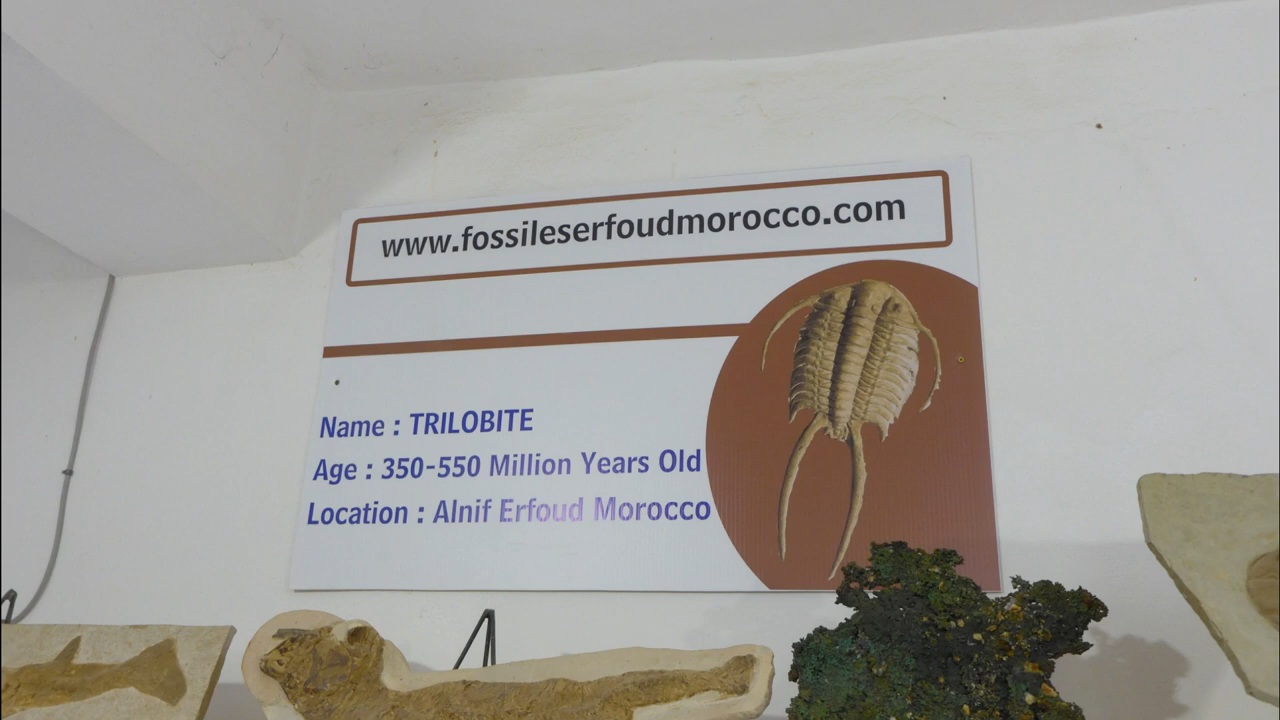 www.fossileserfoudmorocco.com
Name : TRILOBITE
Age : 350-550 Million Years Old
Location : Alnif Erfoud Morocco